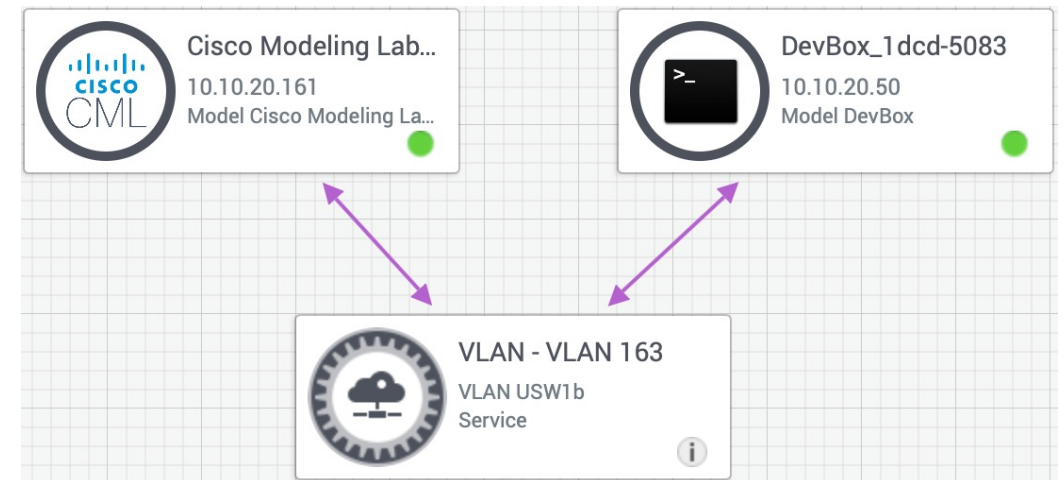 CISCO
CML
Cisco Modeling Lab...
10.10.20.161
Model Cisco Modeling La...
>_
DevBox_1dcd-5083
10.10.20.50
Model DevBox
VLAN - VLAN 163
VLAN USW1b
Service
i